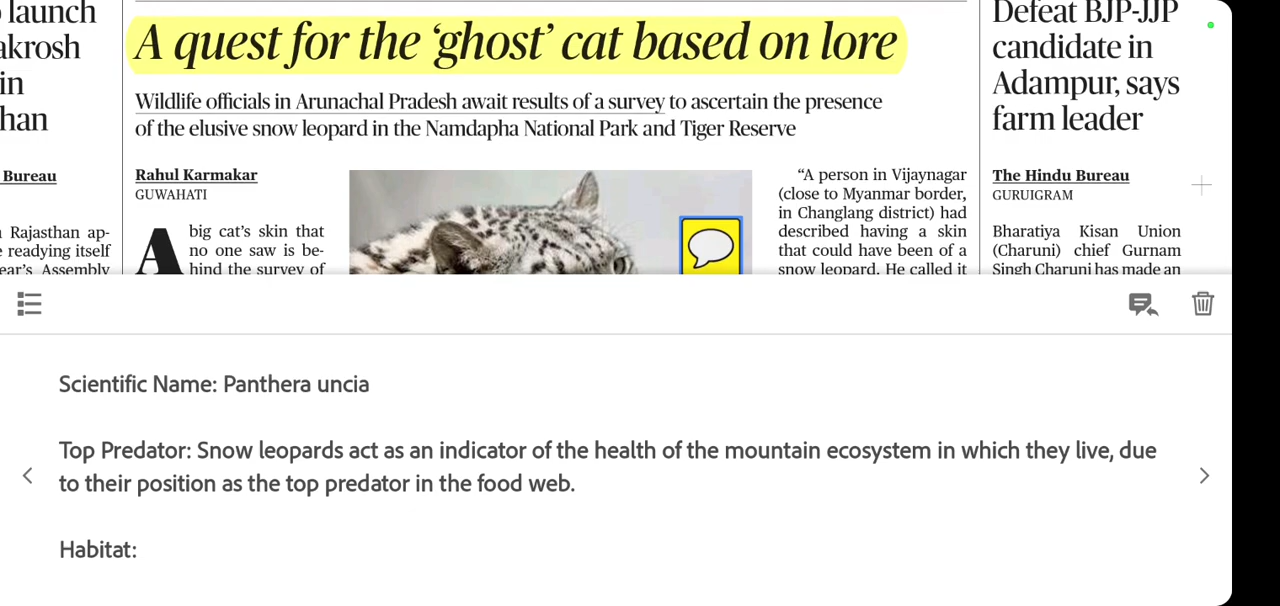 launch
akrosh
in
han
Bureau
Rajasthan ap-
e readying itself
ear's Assembly
A quest for the 'ghost' cat based on lore
Wildlife officials in Arunachal Pradesh await results of a survey to ascertain the presence
of the elusive snow leopard in the Namdapha National Park and Tiger Reserve
Rahul Karmakar
GUWAHATI
A big cat's skin that
no one saw is be-
hind the survey of
"A person in Vijaynagar
(close to Myanmar border,
in Changlang district) had
described having a skin
that could have been of a
snow leopard. He called it
Defeat BJP-JJP
candidate in
Adampur, says
farm leader
The Hindu Bureau
GURUIGRAM
Bharatiya Kisan Union
(Charuni) chief Gurnam
Singh Charuni has made an
Scientific Name: Panthera uncia
Top Predator: Snow leopards act as an indicator of the health of the mountain ecosystem in which they live, due
to their position as the top predator in the food web.
Habitat: